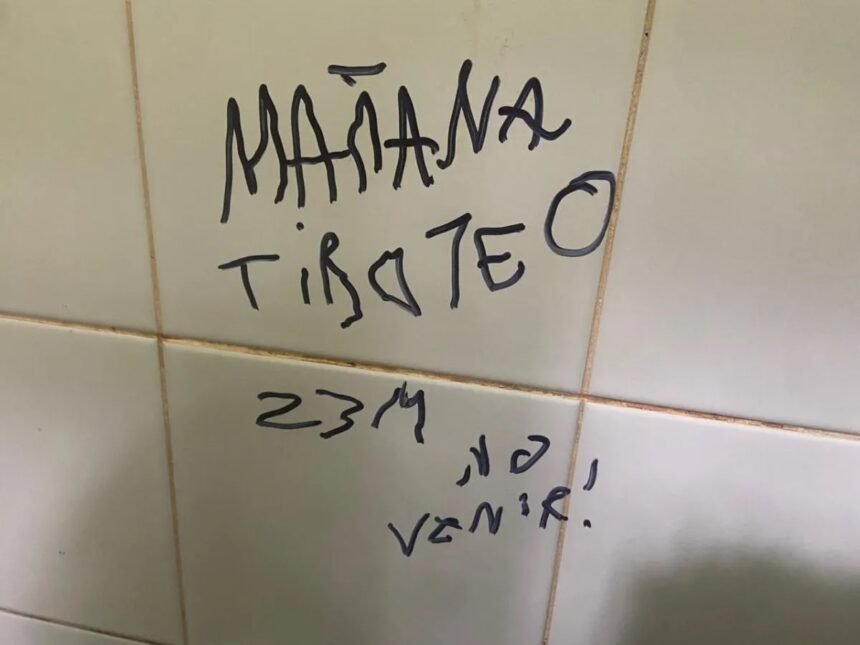 MAÑANA
TiROTEO
23M
NO
VENiR!